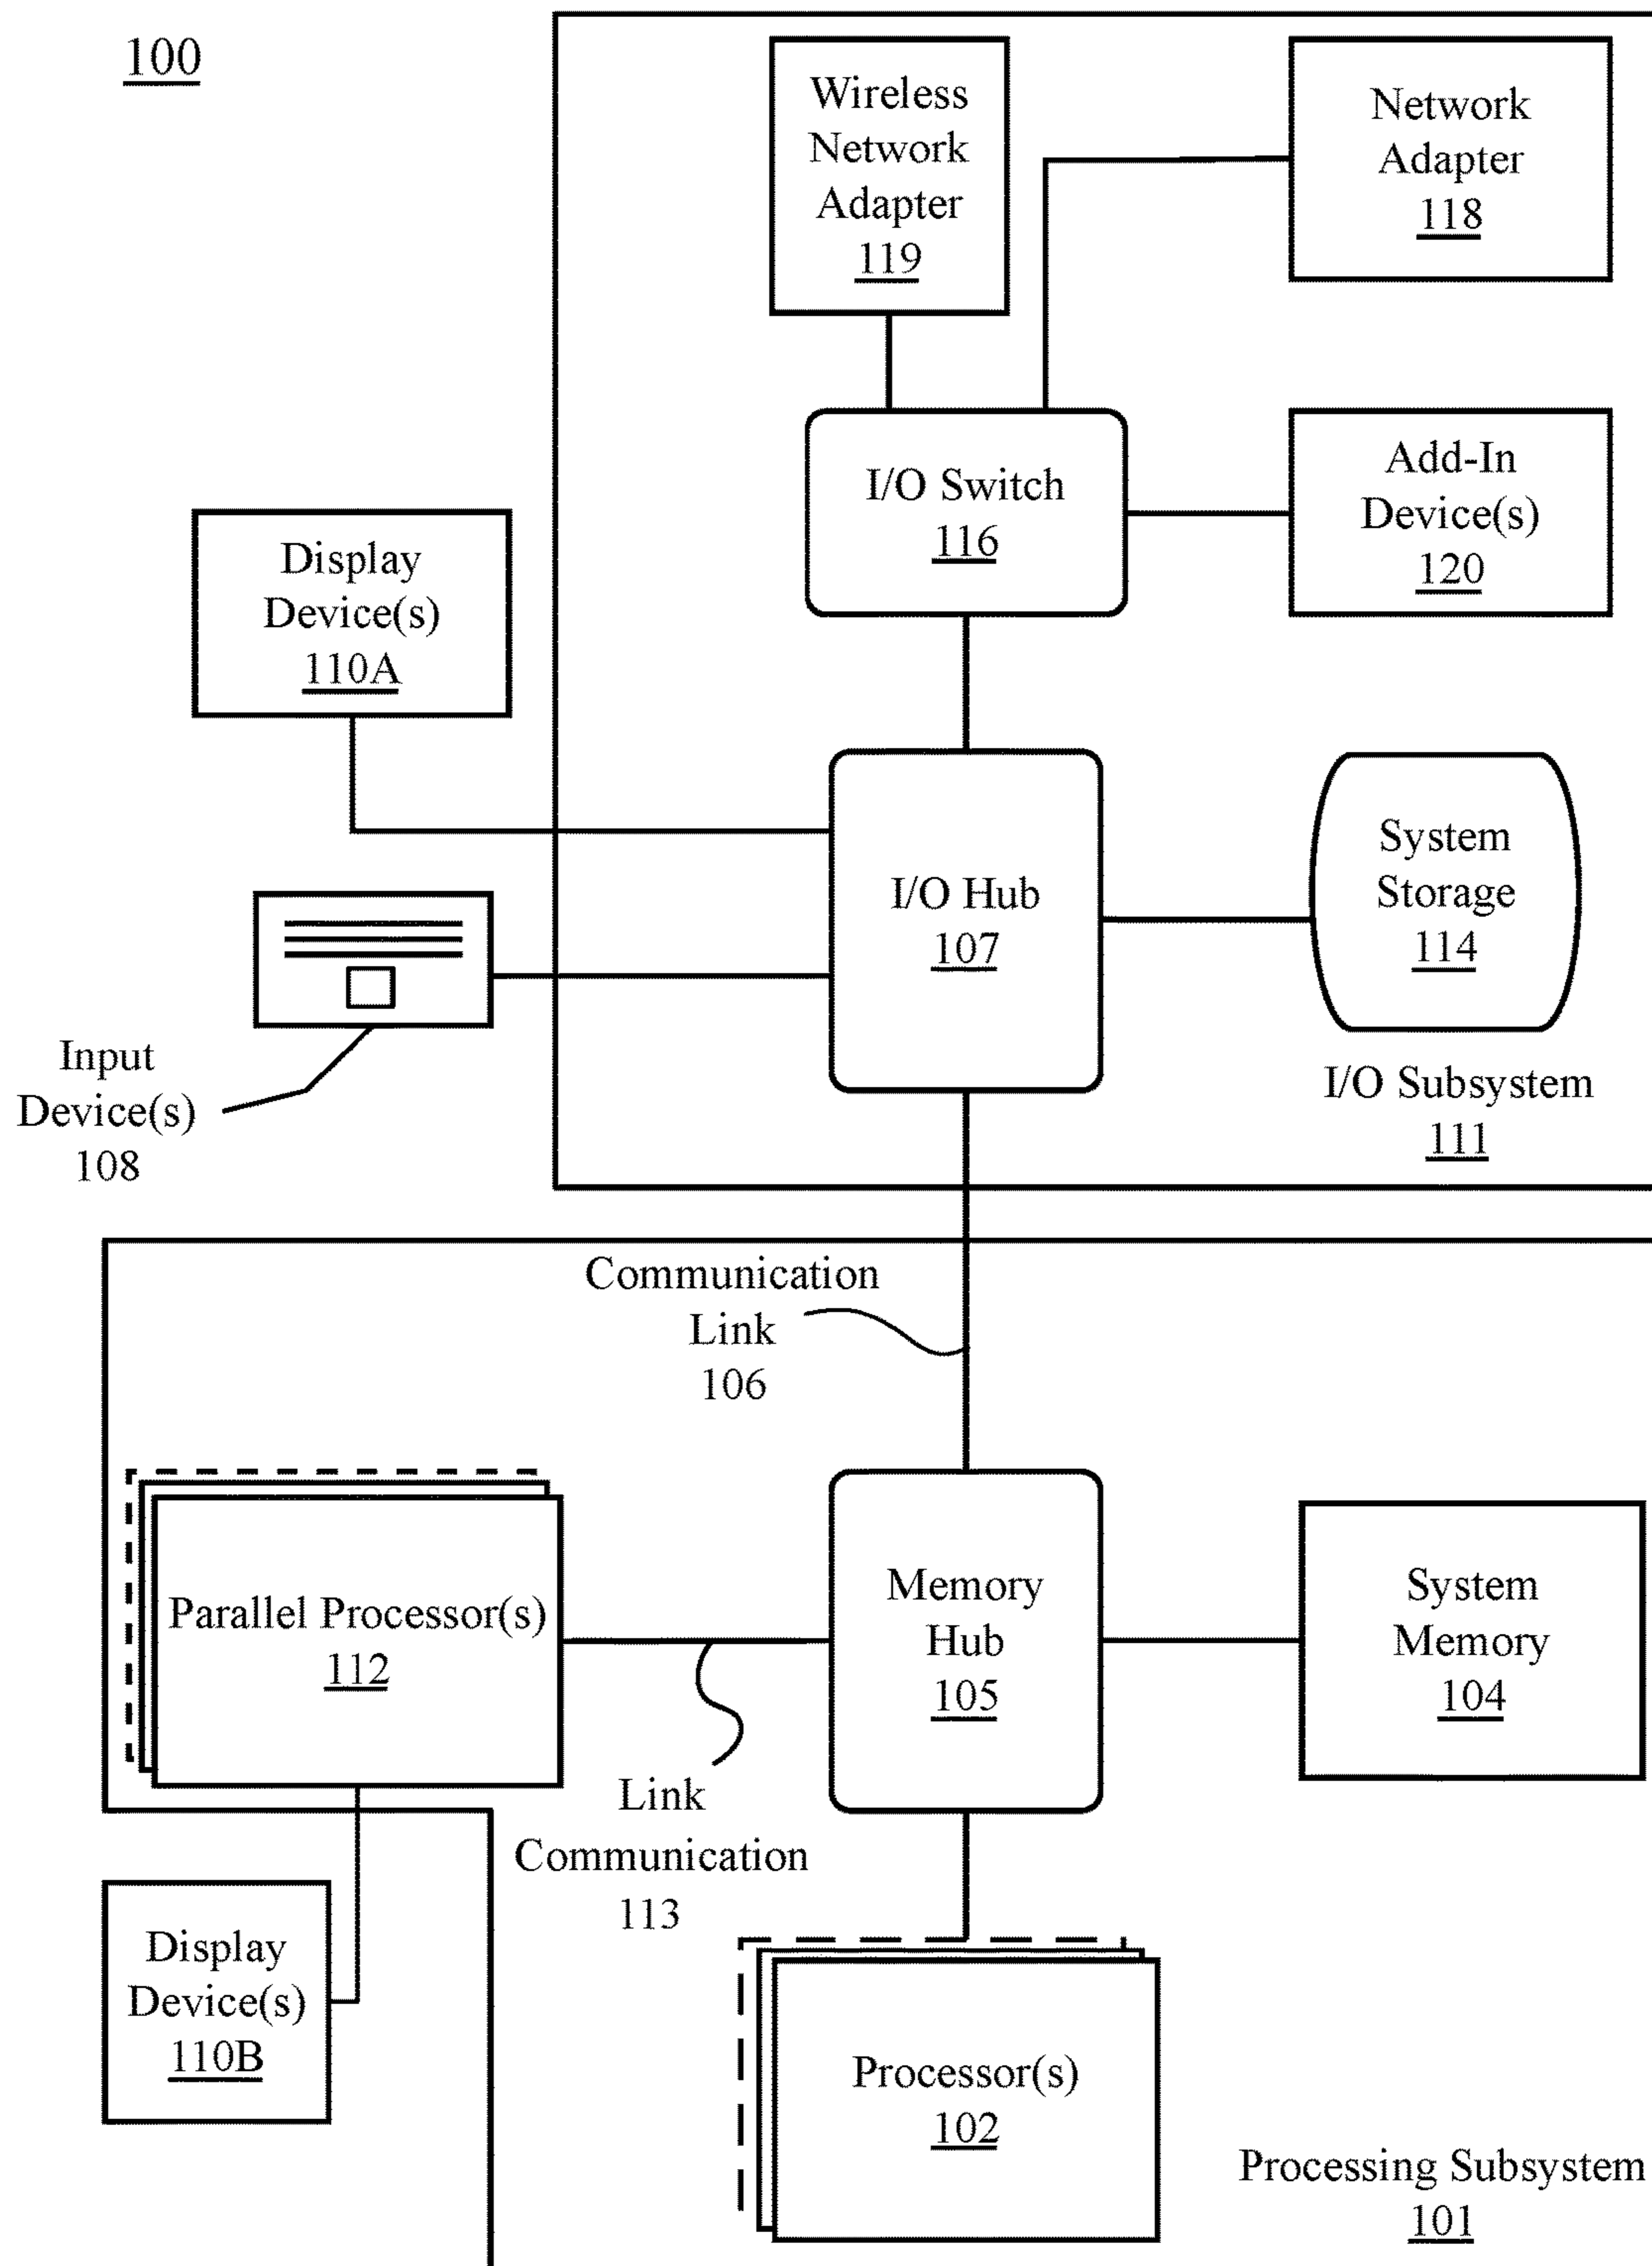 100
Wireless
Network
Adapter
119
Network
Adapter
118
I/O Switch
116
Add-In
Device(s)
120
Display
Device(s)
110A
I/O Hub
107
System
Storage
114
Input
Device(s)
108
I/O Subsystem
111
Communication
Link
106
Parallel Processor(s)
112
Memory
Hub
105
System
Memory
104
Link
Communication
113
Display
Device(s)
110B
Processor(s)
102
Processing Subsystem
101